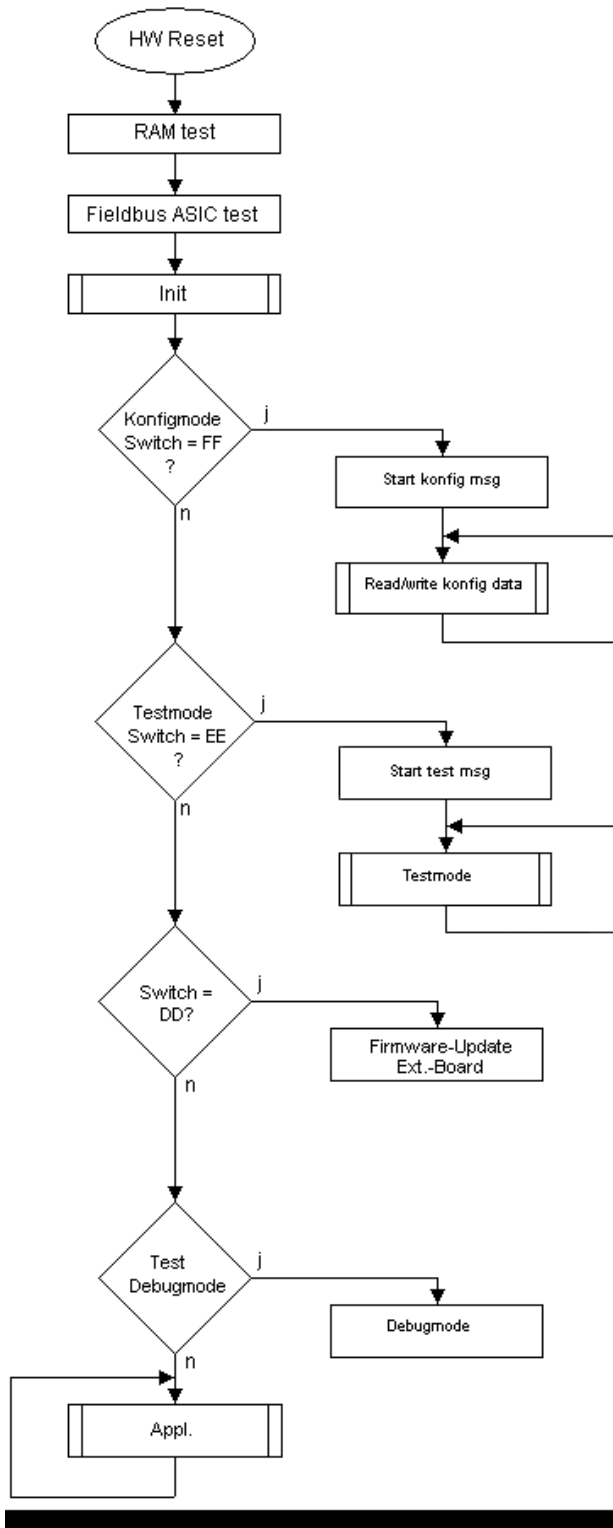 HW Reset
RAM test
Fieldbus ASIC test
Init
Konfigmode
Switch = FF
?
j
n
Start konfig msg
Read/write konfig data
Testmode
Switch = EE
?
j
n
Start test msg
Testmode
Switch =
DD?
j
n
Firmware-Update
Ext.-Board
Test
Debugmode
j
n
Debugmode
Appl.